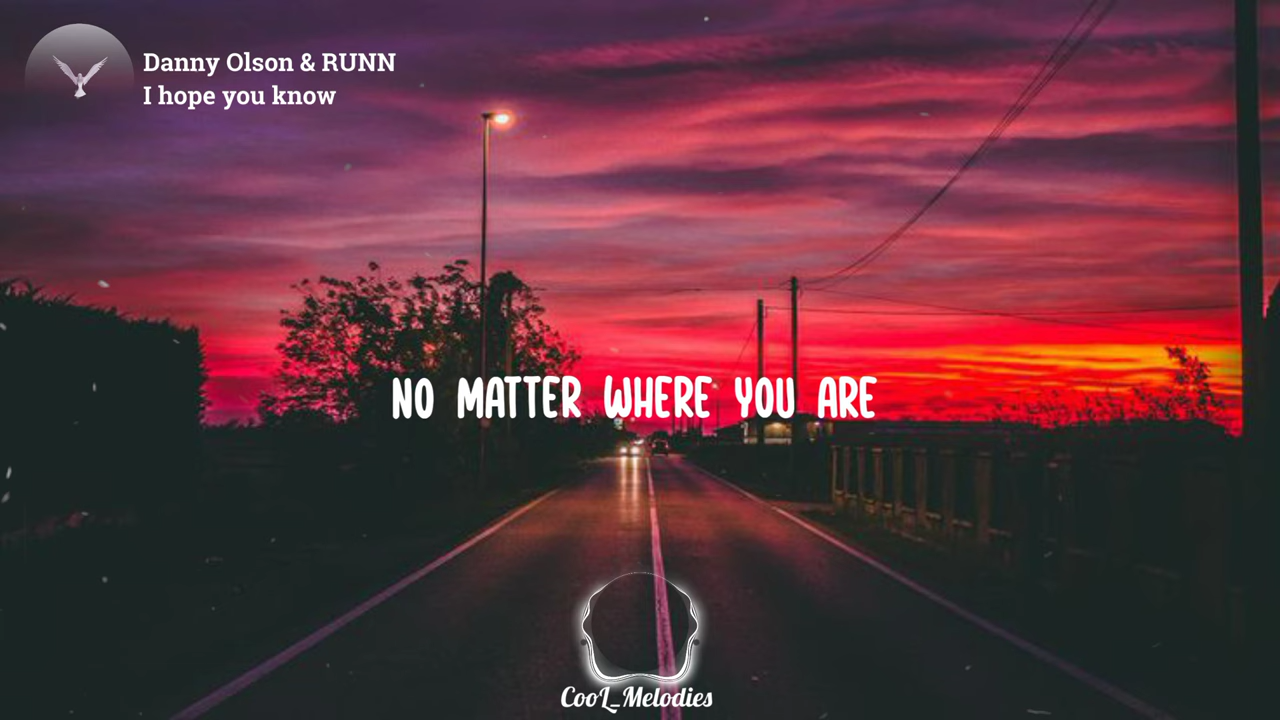 Danny Olson & RUNN
I hope you know
NO MATTER WHERE YOU ARE
CooL_Melodies